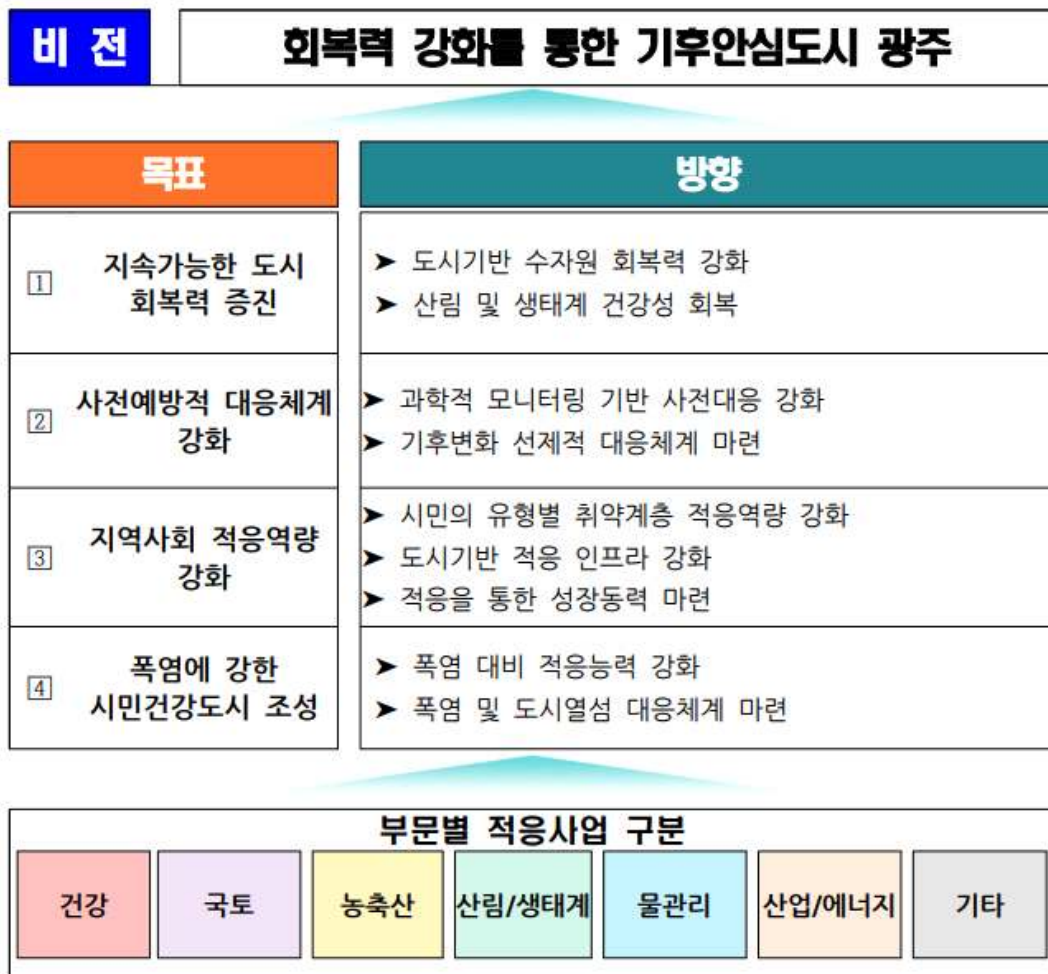 비 전
회복력 강화를 통한 기후안심도시 광주
목표
방향
1
지속가능한 도시
회복력 증진
➤ 도시기반 수자원 회복력 강화
➤ 산림 및 생태계 건강성 회복
2
사전예방적 대응체계
강화
➤ 과학적 모니터링 기반 사전대응 강화
➤ 기후변화 선제적 대응체계 마련
3
지역사회 적응역량
강화
➤ 시민의 유형별 취약계층 적응역량 강화
➤ 도시기반 적응 인프라 강화
➤ 적응을 통한 성장동력 마련
4
폭염에 강한
시민건강도시 조성
➤ 폭염 대비 적응능력 강화
➤ 폭염 및 도시열섬 대응체계 마련
부문별 적응사업 구분
건강
국토
농축산
산림/생태계
물관리
산업/에너지
기타